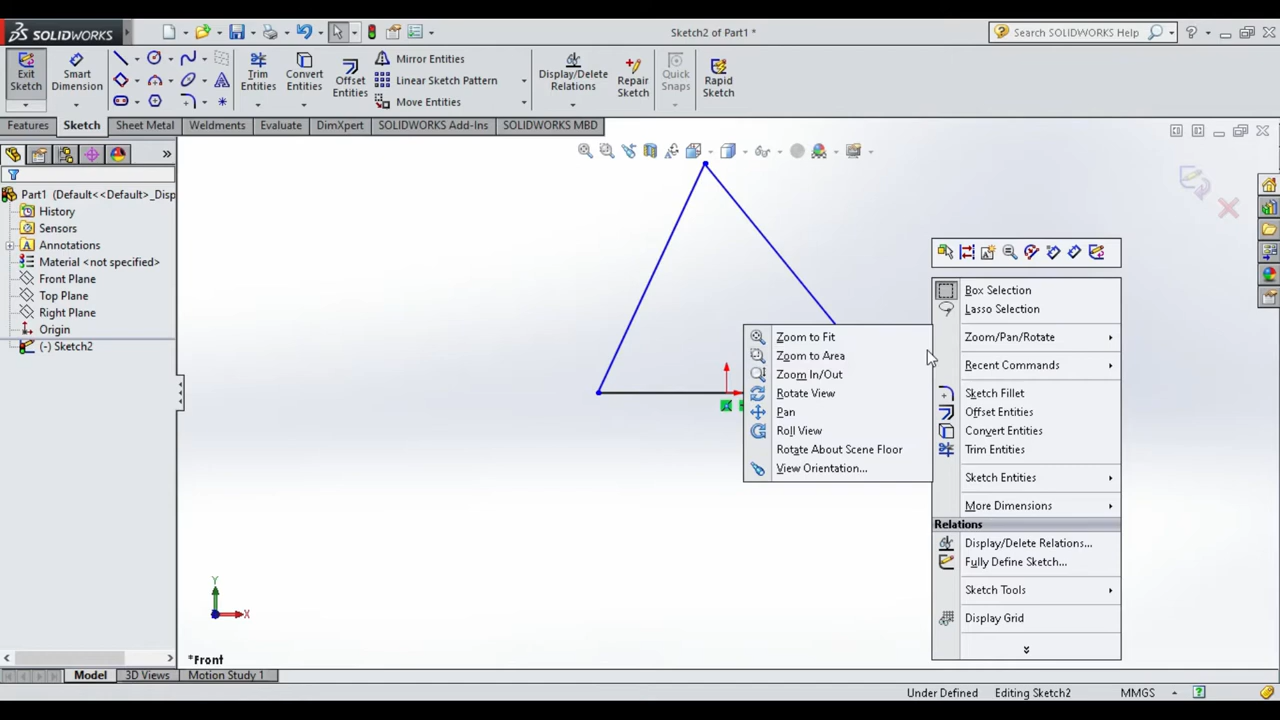 SOLIDWORKS
Sketch2 of Part1 *
Search SOLIDWORKS Help
Exit Sketch
Smart Dimension
Trim Entities
Convert Entities
Offset Entities
Mirror Entities
Linear Sketch Pattern
Move Entities
Display/Delete Relations
Repair Sketch
Quick Snaps
Rapid Sketch
Features
Sketch
Sheet Metal
Weldments
Evaluate
DimXpert
SOLIDWORKS Add-Ins
SOLIDWORKS MBD
Part1 (Default<<Default>_Disp
History
Sensors
Annotations
Material <not specified>
Front Plane
Top Plane
Right Plane
Origin
(-) Sketch2
Zoom to Fit
Zoom to Area
Zoom In/Out
Rotate View
Pan
Roll View
Rotate About Scene Floor
View Orientation...
Box Selection
Lasso Selection
Zoom/Pan/Rotate
Recent Commands
Sketch Fillet
Offset Entities
Convert Entities
Trim Entities
Sketch Entities
More Dimensions
Relations
Display/Delete Relations...
Fully Define Sketch...
Sketch Tools
Display Grid
Y
X
*Front
Model
3D Views
Motion Study 1
Under Defined
Editing Sketch2
MMGS